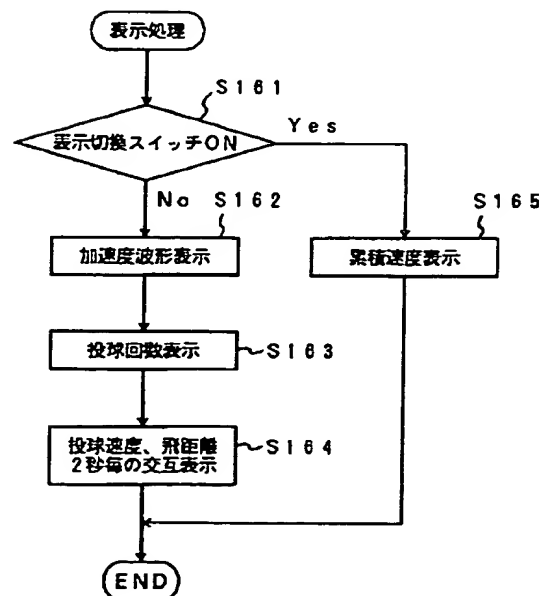 表示処理
S161
表示切換スイッチON
Yes
No
S162
加速度波形表示
S165
累積速度表示
投球回数表示
S163
投球速度、飛距離
2秒毎の交互表示
S164
END